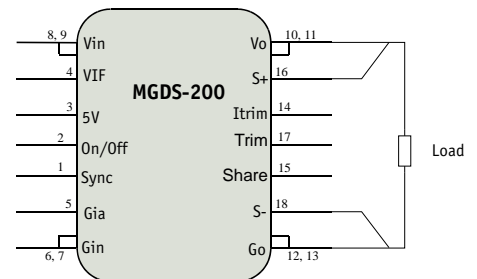 8, 9 Vin Vo 10, 11
4 VIF S+ 16
MGDS-200
3 5V Itrim 14
2 On/Off Trim 17
1 Sync Share 15
5 Gia S- 18
6, 7 Gin Go 12, 13
Load